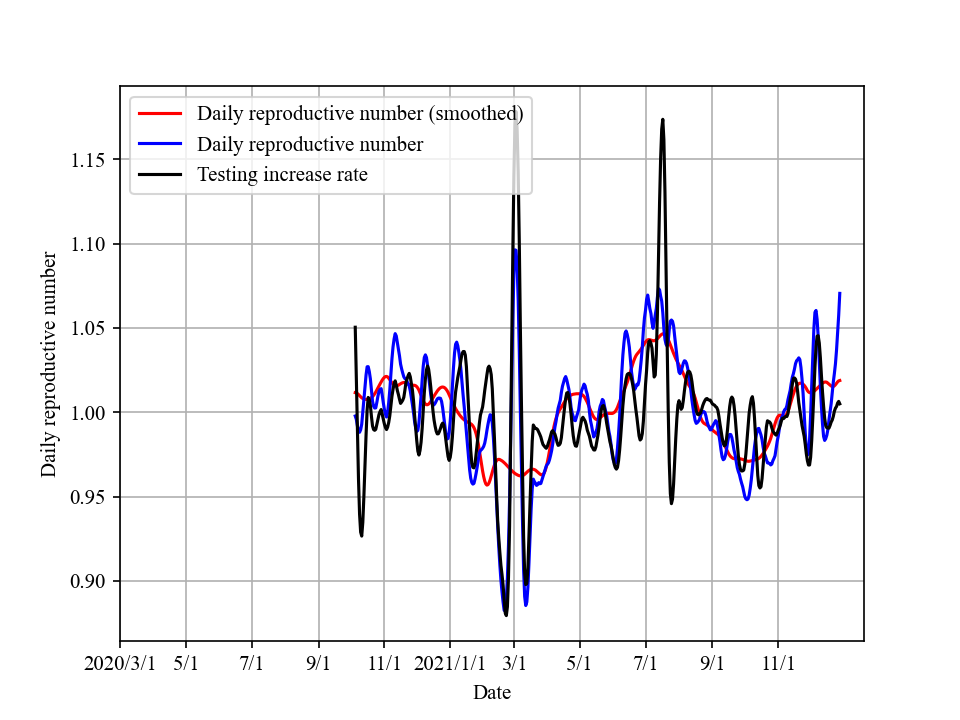 Daily reproductive number (smoothed)
Daily reproductive number
Testing increase rate
Daily reproductive number
1.15
1.10
1.05
1.00
0.95
0.90
2020/3/1 5/1 7/1 9/1 11/1 2021/1/1 3/1 5/1 7/1 9/1 11/1
Date